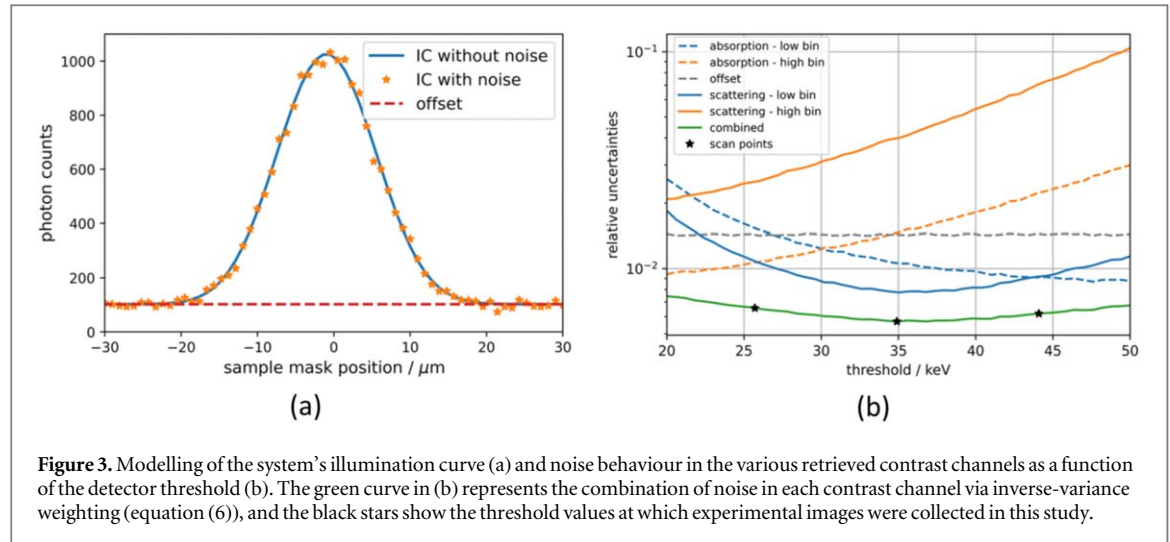 1000
800
600
400
200
0
−30
−20
−10
0
10
20
30
photon counts
sample mask position / μm
IC without noise
IC with noise
offset
(a)
10⁻¹
10⁻²
20
25
30
35
40
45
50
relative uncertainties
threshold / keV
absorption - low bin
absorption - high bin
offset
scattering - low bin
scattering - high bin
combined
scan points
(b)
Figure 3. Modelling of the system's illumination curve (a) and noise behaviour in the various retrieved contrast channels as a function
of the detector threshold (b). The green curve in (b) represents the combination of noise in each contrast channel via inverse-variance
weighting (equation (6)), and the black stars show the threshold values at which experimental images were collected in this study.